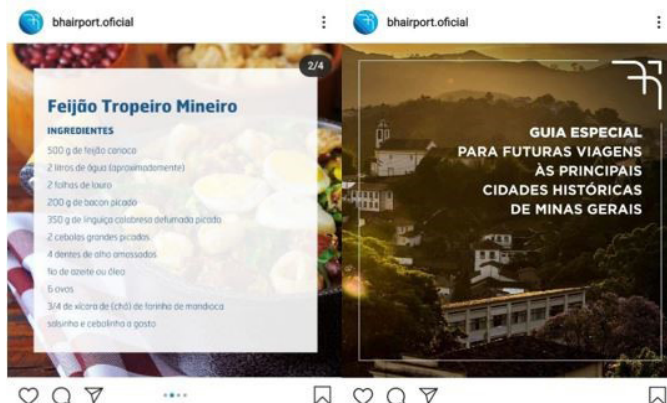 bhairport.oficial
2/4
Feijão Tropeiro Mineiro
INGREDIENTES
500 g de feijão carioca
2 litros de água (aproximadamente)
2 folhas de louro
200 g de bacon picado
350 g de linguiça calabresa defumada picada
2 cebolas grandes picadas
4 dentes de alho amassados
fio de azeite ou óleo
6 ovos
3/4 de xícara de (chá) de farinha de mandioca
salsinha e cebolinha a gosto
bhairport.oficial
GUIA ESPECIAL
PARA FUTURAS VIAGENS
ÀS PRINCIPAIS
CIDADES HISTÓRICAS
DE MINAS GERAIS